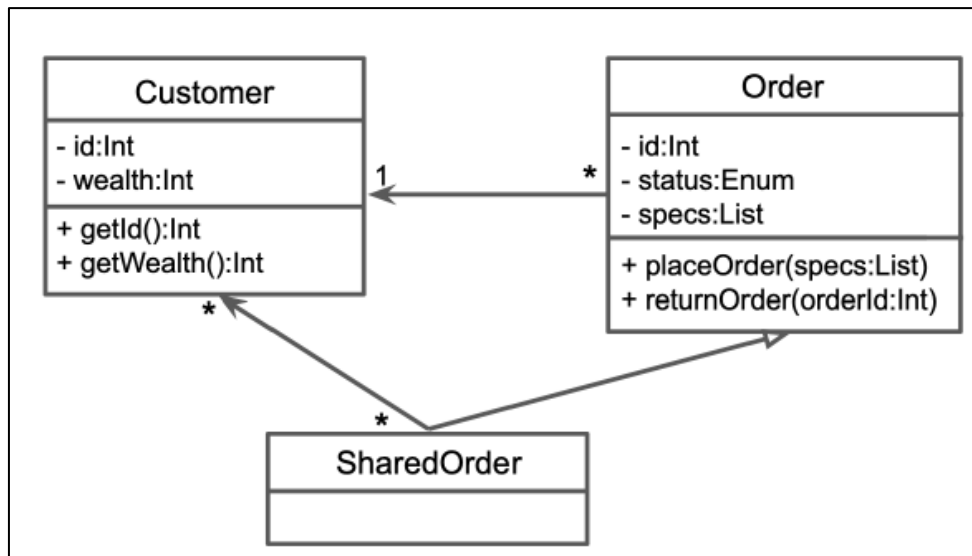 Customer
- id:Int
- wealth:Int
+ getId():Int
+ getWealth():Int
Order
- id:Int
- status:Enum
- specs:List
+ placeOrder(specs:List)
+ returnOrder(orderId:Int)
1
*
*
*
SharedOrder